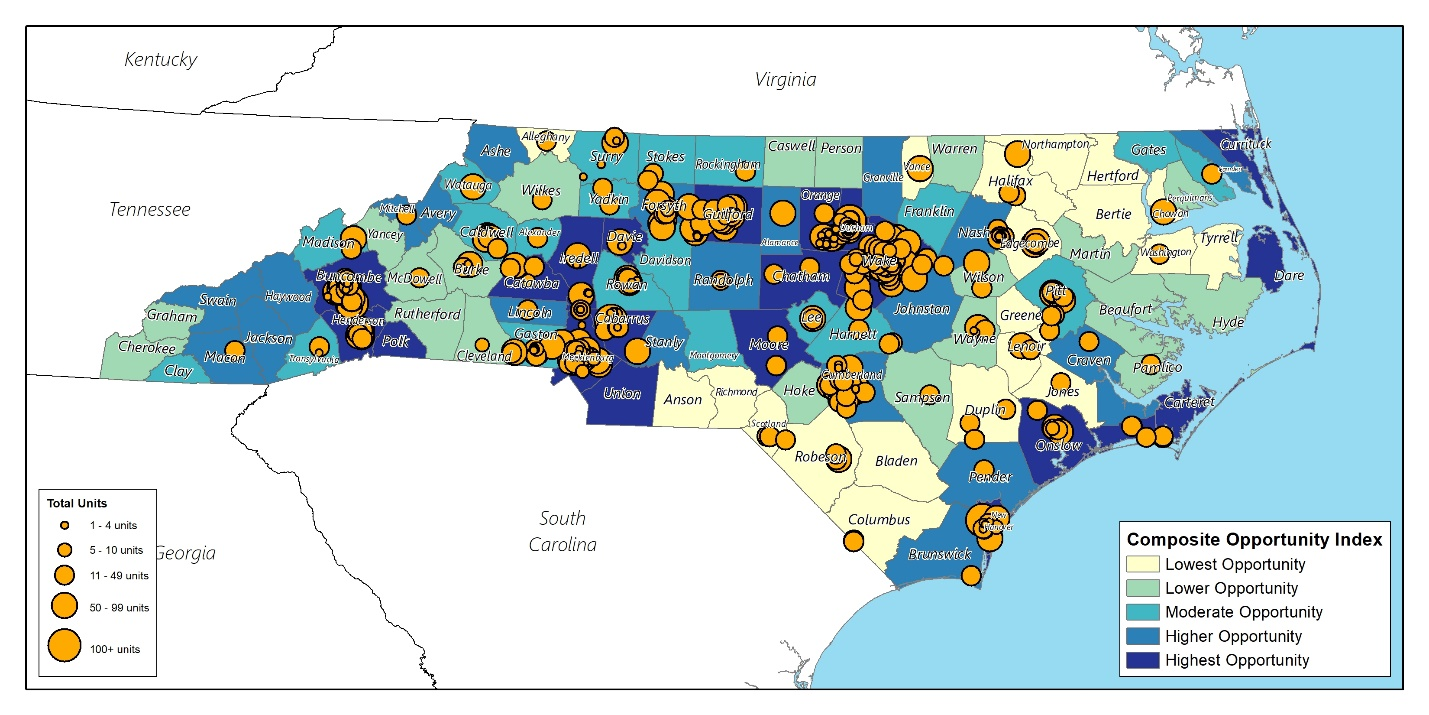 Kentucky
Virginia
Tennessee
Georgia
South
Carolina
Alleghany
Ashe
Surry
Stokes
Rockingham
Caswell
Person
Granville
Vance
Warren
Northampton
Gates
Currituck
Camden
Halifax
Hertford
Perquimans
Chowan
Bertie
Watauga
Wilkes
Yadkin
Forsyth
Guilford
Alamance
Orange
Durham
Franklin
Nash
Edgecombe
Martin
Washington
Tyrrell
Dare
Mitchell
Avery
Caldwell
Alexander
Davie
Iredell
Davidson
Randolph
Chatham
Wake
Wilson
Madison
Yancey
Burke
McDowell
Catawba
Rowan
Johnston
Pitt
Beaufort
Hyde
Buncombe
Haywood
Swain
Graham
Henderson
Rutherford
Lincoln
Cabarrus
Lee
Harnett
Wayne
Greene
Lenoir
Craven
Pamlico
Cherokee
Clay
Macon
Jackson
Transylvania
Polk
Cleveland
Gaston
Mecklenburg
Stanly
Montgomery
Moore
Union
Anson
Richmond
Hoke
Cumberland
Sampson
Duplin
Jones
Carteret
Onslow
Scotland
Robeson
Bladen
Pender
Columbus
New
Hanover
Brunswick
Total Units
1 - 4 units
5 - 10 units
11 - 49 units
50 - 99 units
100+ units
Composite Opportunity Index
Lowest Opportunity
Lower Opportunity
Moderate Opportunity
Higher Opportunity
Highest Opportunity